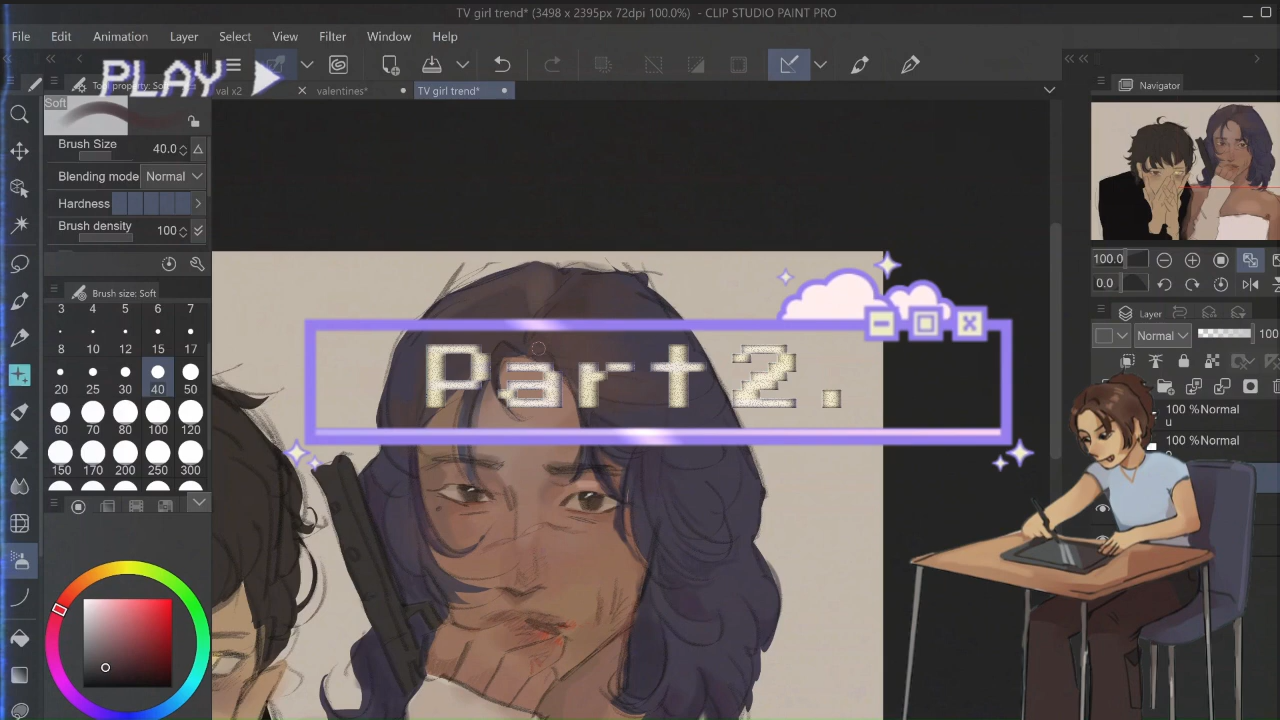 TV girl trend* (3498 x 2395px 72dpi 100.0%) - CLIP STUDIO PAINT PRO
File Edit Animation Layer Select View Filter Window Help
PLAY
val x2
valentines*
TV girl trend*
Navigator
Soft
Brush Size 40.0
Blending mode Normal
Hardness
Brush density 100
Brush size: Soft
3 4 5 6 7
8 10 12 15 17
20 25 30 40 50
60 70 80 100 120
150 170 200 250 300
100.0
0.0
Layer
Normal 100
100 %Normal
100 %Normal
Part 2.